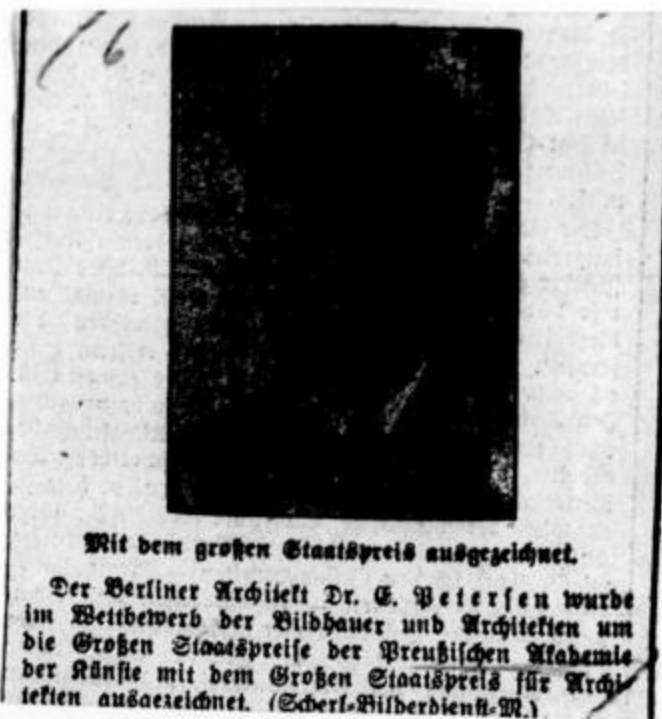 /6
Mit dem großen Staatspreis ausgezeichnet.
Der Berliner Architekt Dr. E. Petersen wurde
im Wettbewerb der Bildhauer und Architekten um
die Großen Staatspreise der Preußischen Akademie
der Künste mit dem Großen Staatspreis für Archi-
tekten ausgezeichnet. (Scherl-Bilderdienst-M.)